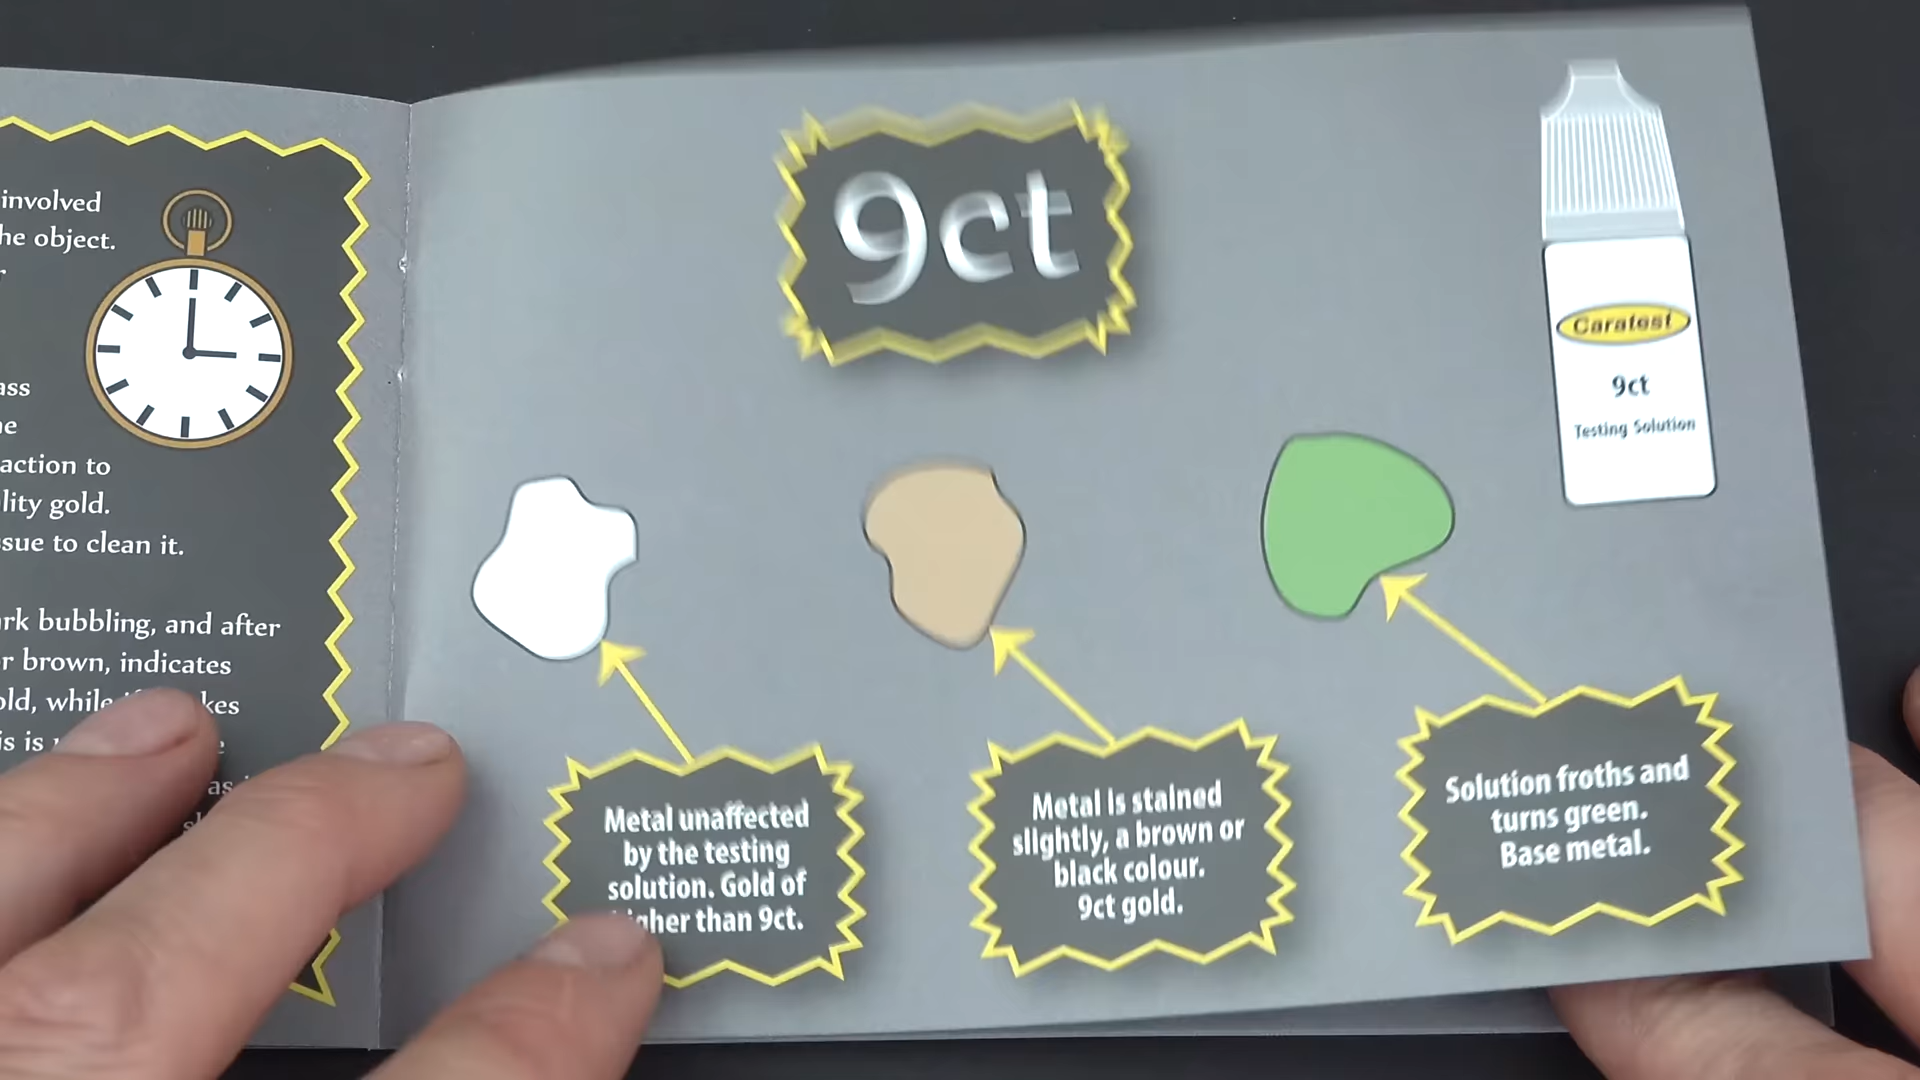 involved
he object.
r
ass
e
action to
lity gold.
sue to clean it.
rk bubbling, and after
r brown, indicates
old, while kes
is is
as
9ct
Caratest
9ct
Testing Solution
Metal unaffected
by the testing
solution. Gold of
higher than 9ct.
Metal is stained
slightly, a brown or
black colour.
9ct gold.
Solution froths and
turns green.
Base metal.